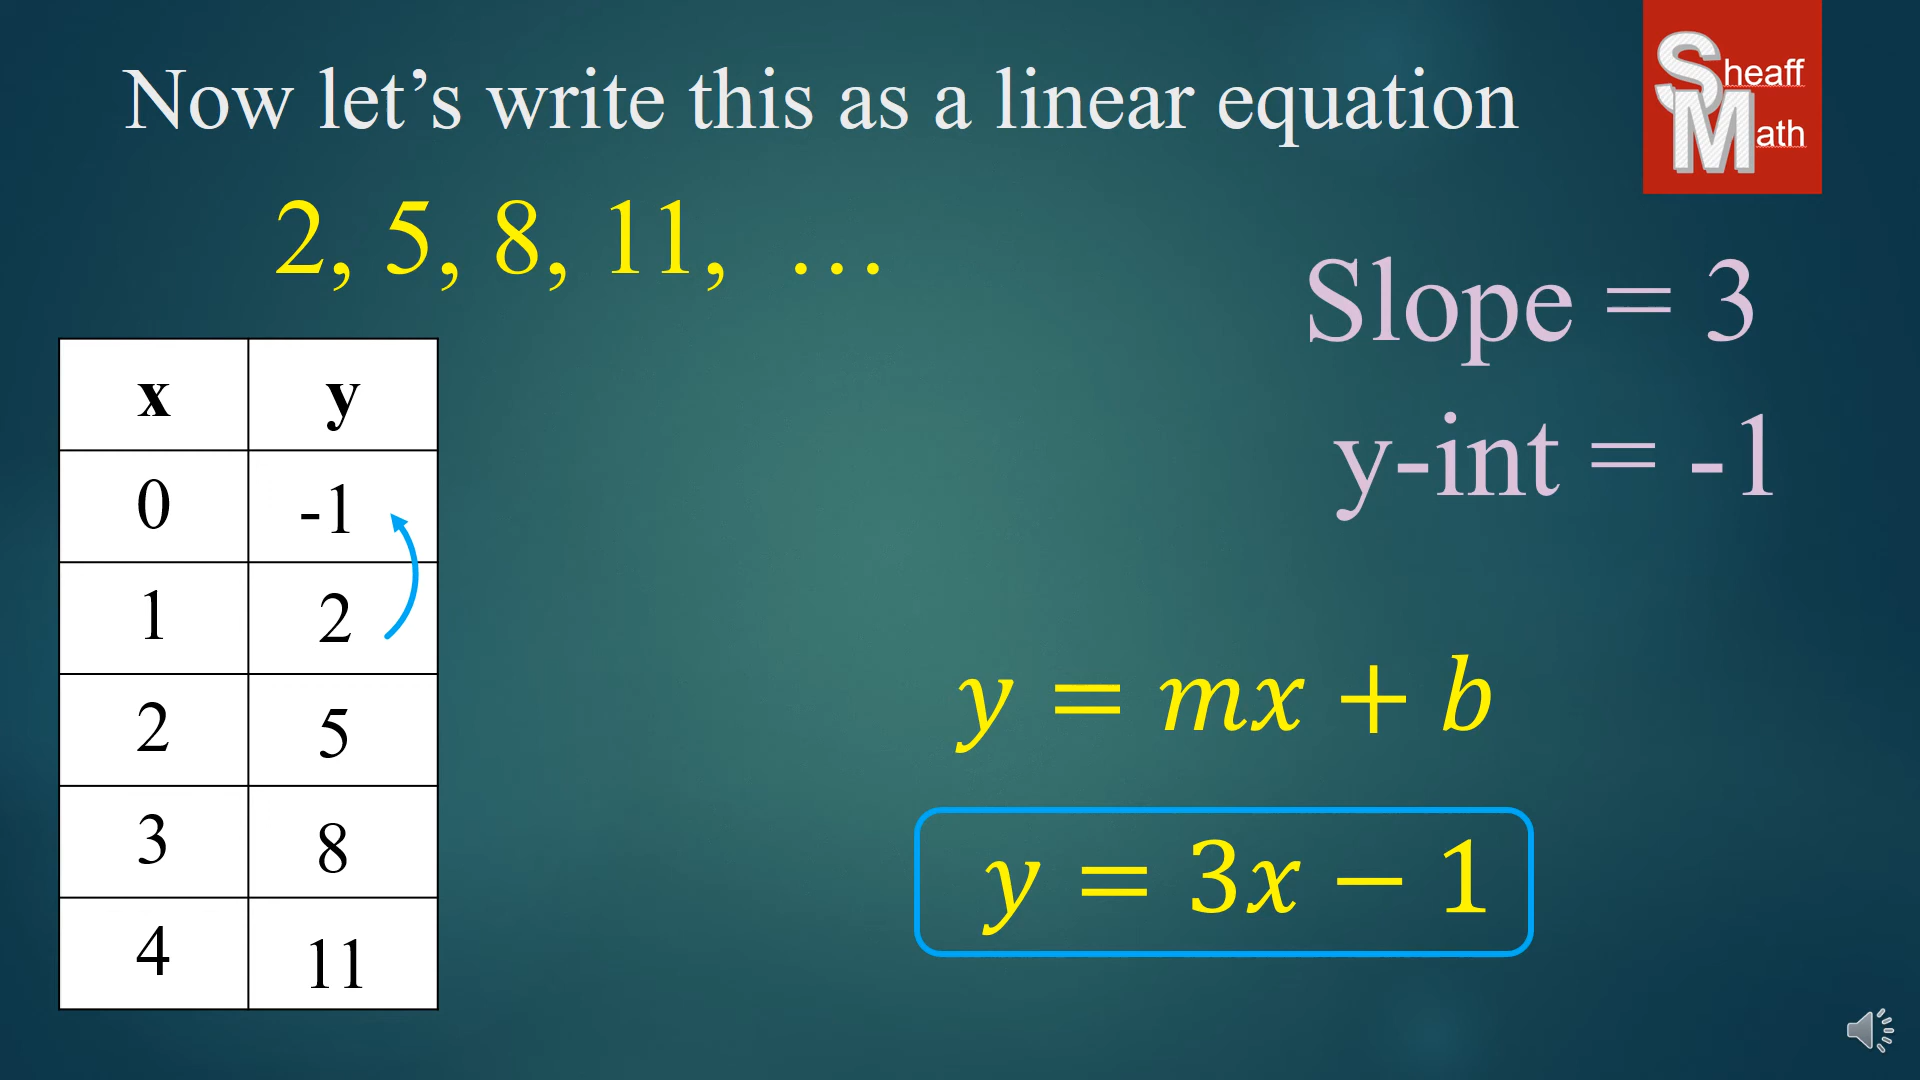 Now let’s write this as a linear equation
Sheaff
Math
2, 5, 8, 11, …
Slope = 3
y-int = -1
x y
0 -1
1 2
2 5
3 8
4 11
y = mx + b
y = 3x − 1